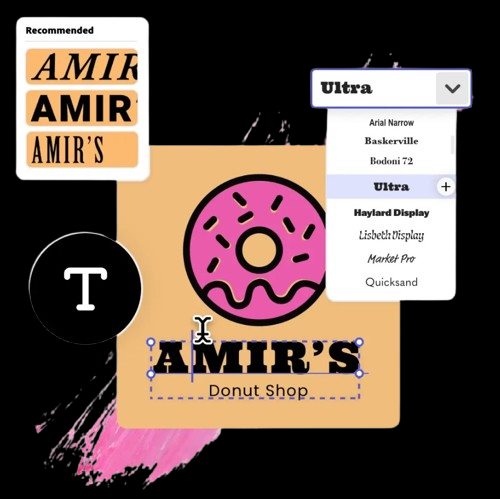 Recommended
AMIR
AMIR'
AMIR'S
Ultra
Arial Narrow
Baskerville
Bodoni 72
Ultra
Haylard Display
Lisbeth Display
Market Pro
Quicksand
T
AMIR'S
Donut Shop